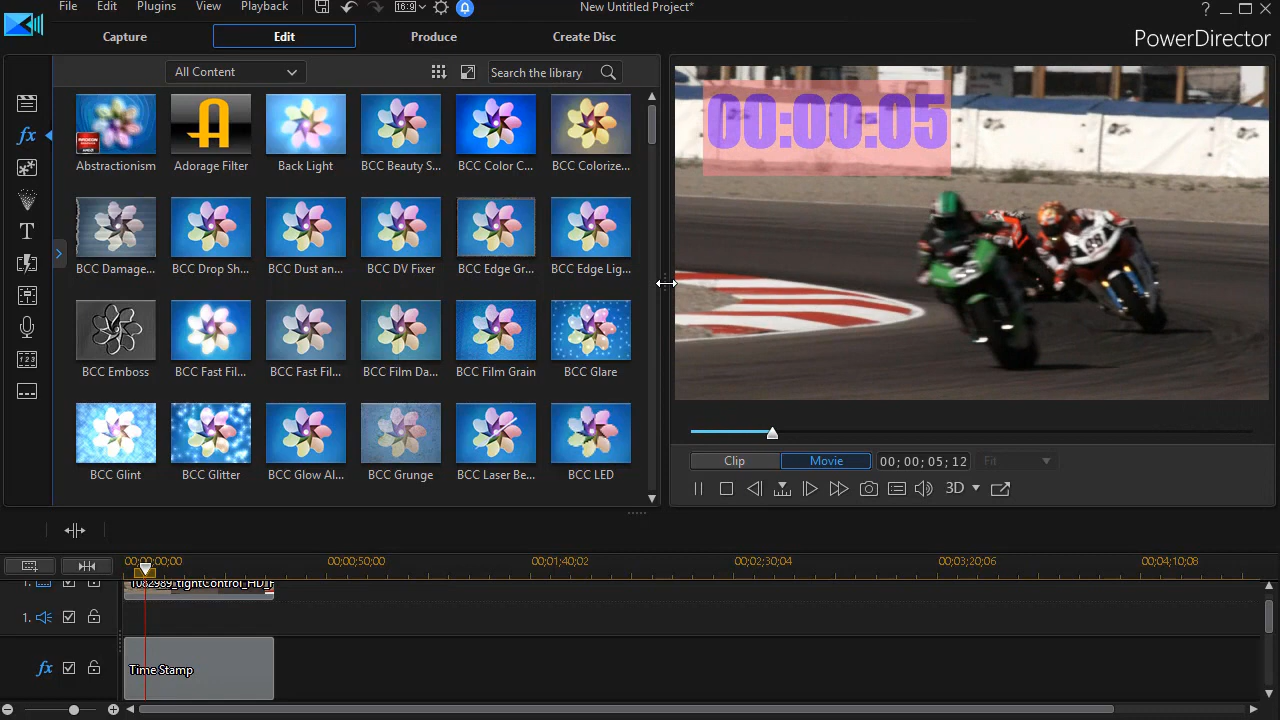 File Edit Plugins View Playback 16:9 New Untitled Project* ?
Capture Edit Produce Create Disc PowerDirector
All Content Search the library
Abstractionism Adorage Filter Back Light BCC Beauty S... BCC Color C... BCC Colorize...
BCC Damage... BCC Drop Sh... BCC Dust an... BCC DV Fixer BCC Edge Gr... BCC Edge Lig...
BCC Emboss BCC Fast Fil... BCC Fast Fil... BCC Film Da... BCC Film Grain BCC Glare
BCC Glint BCC Glitter BCC Glow Al... BCC Grunge BCC Laser Be... BCC LED
00:00:05
Clip Movie 00; 00; 05; 12 Fit
3D
00;00;00;00 00;00;50;00 00;01;40;02 00;02;30;04 00;03;20;06 00;04;10;08
1. 1082989_tightControl_HD
1.
fx Time Stamp